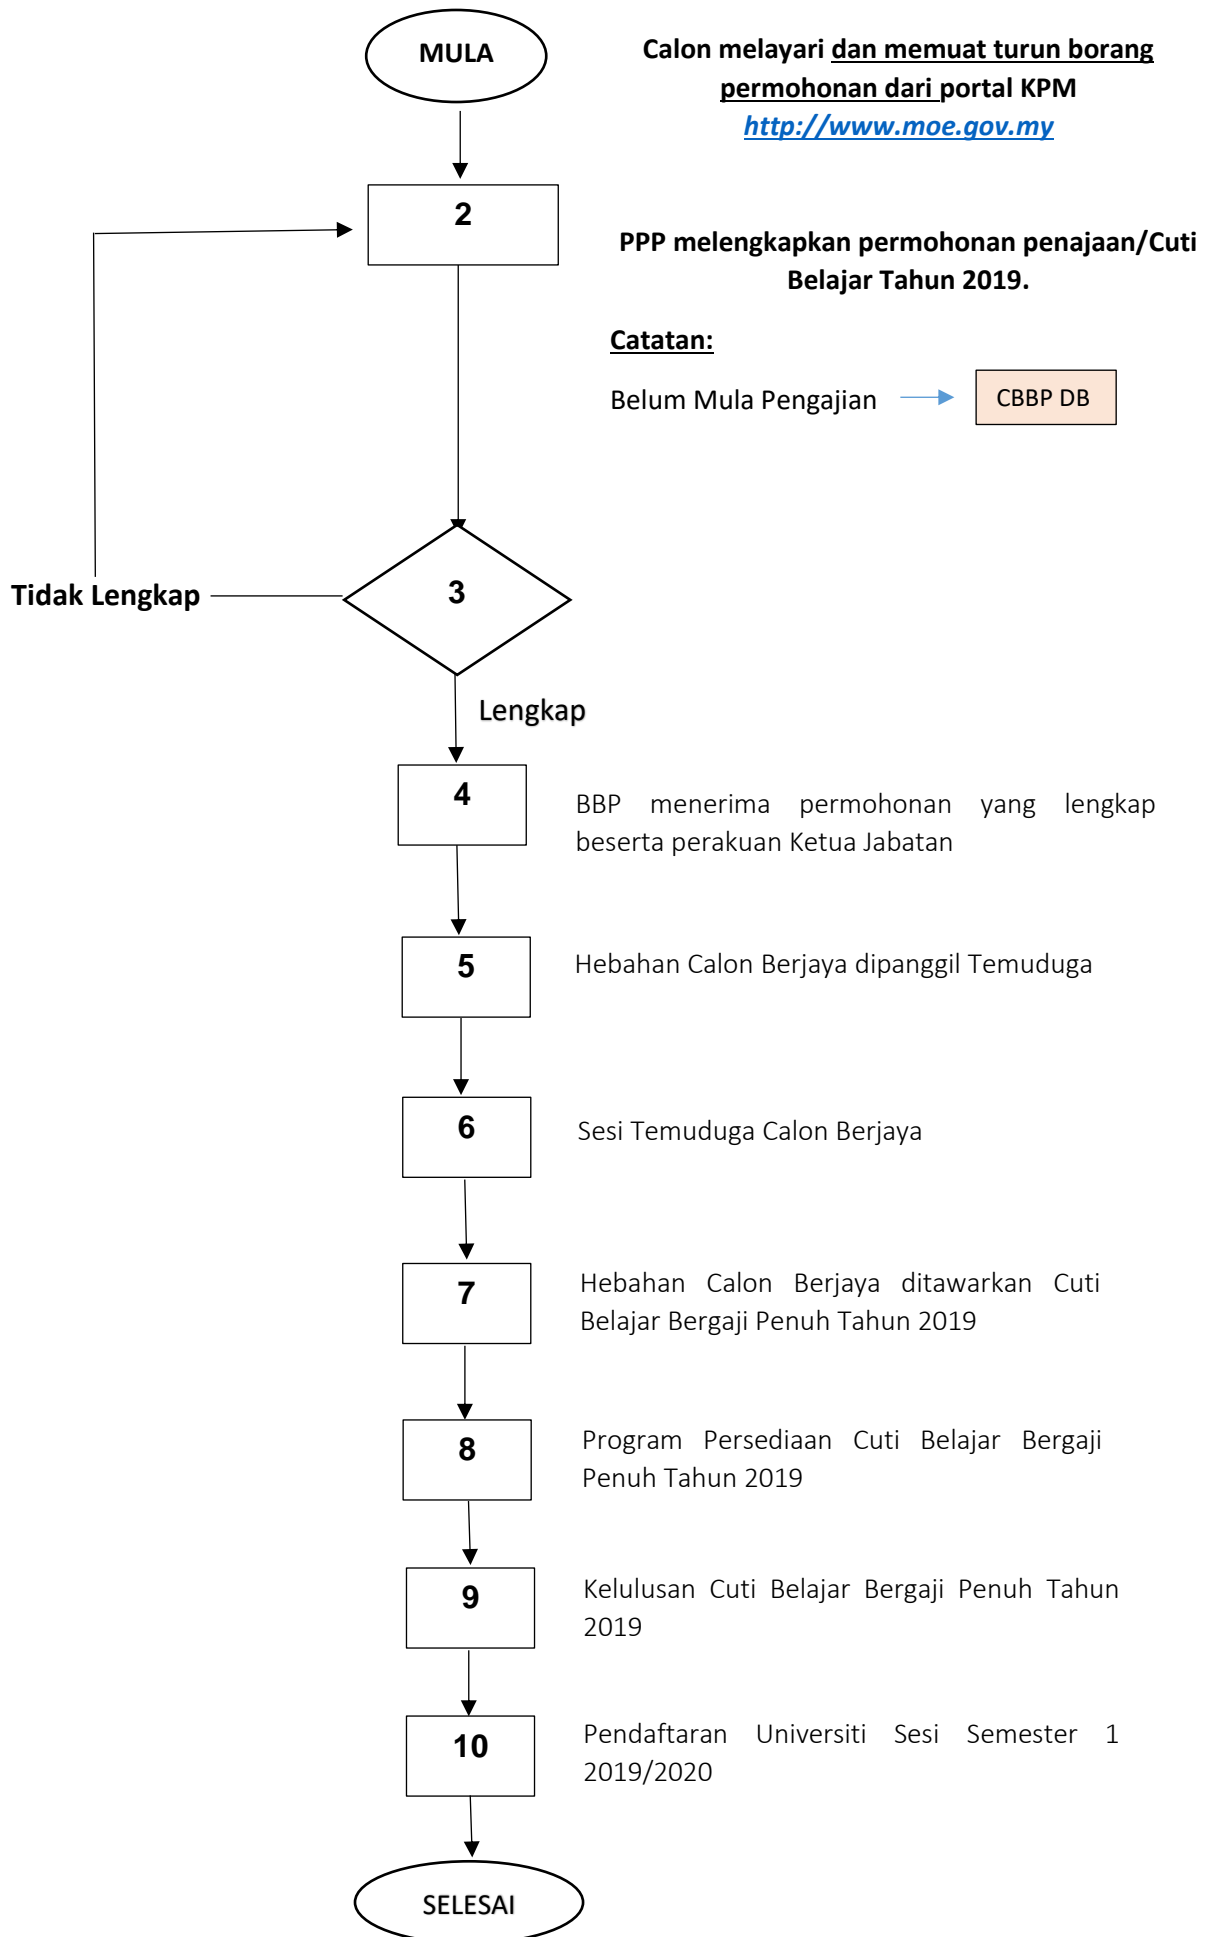 MULA
Calon melayari dan memuat turun borang
permohonan dari portal KPM
http://www.moe.gov.my
2
PPP melengkapkan permohonan penajaan/Cuti
Belajar Tahun 2019.
Catatan:
Belum Mula Pengajian
CBBP DB
Tidak Lengkap
3
Lengkap
4
BBP menerima permohonan yang lengkap
beserta perakuan Ketua Jabatan
5
Hebahan Calon Berjaya dipanggil Temuduga
6
Sesi Temuduga Calon Berjaya
7
Hebahan Calon Berjaya ditawarkan Cuti
Belajar Bergaji Penuh Tahun 2019
8
Program Persediaan Cuti Belajar Bergaji
Penuh Tahun 2019
9
Kelulusan Cuti Belajar Bergaji Penuh Tahun
2019
10
Pendaftaran Universiti Sesi Semester 1
2019/2020
SELESAI